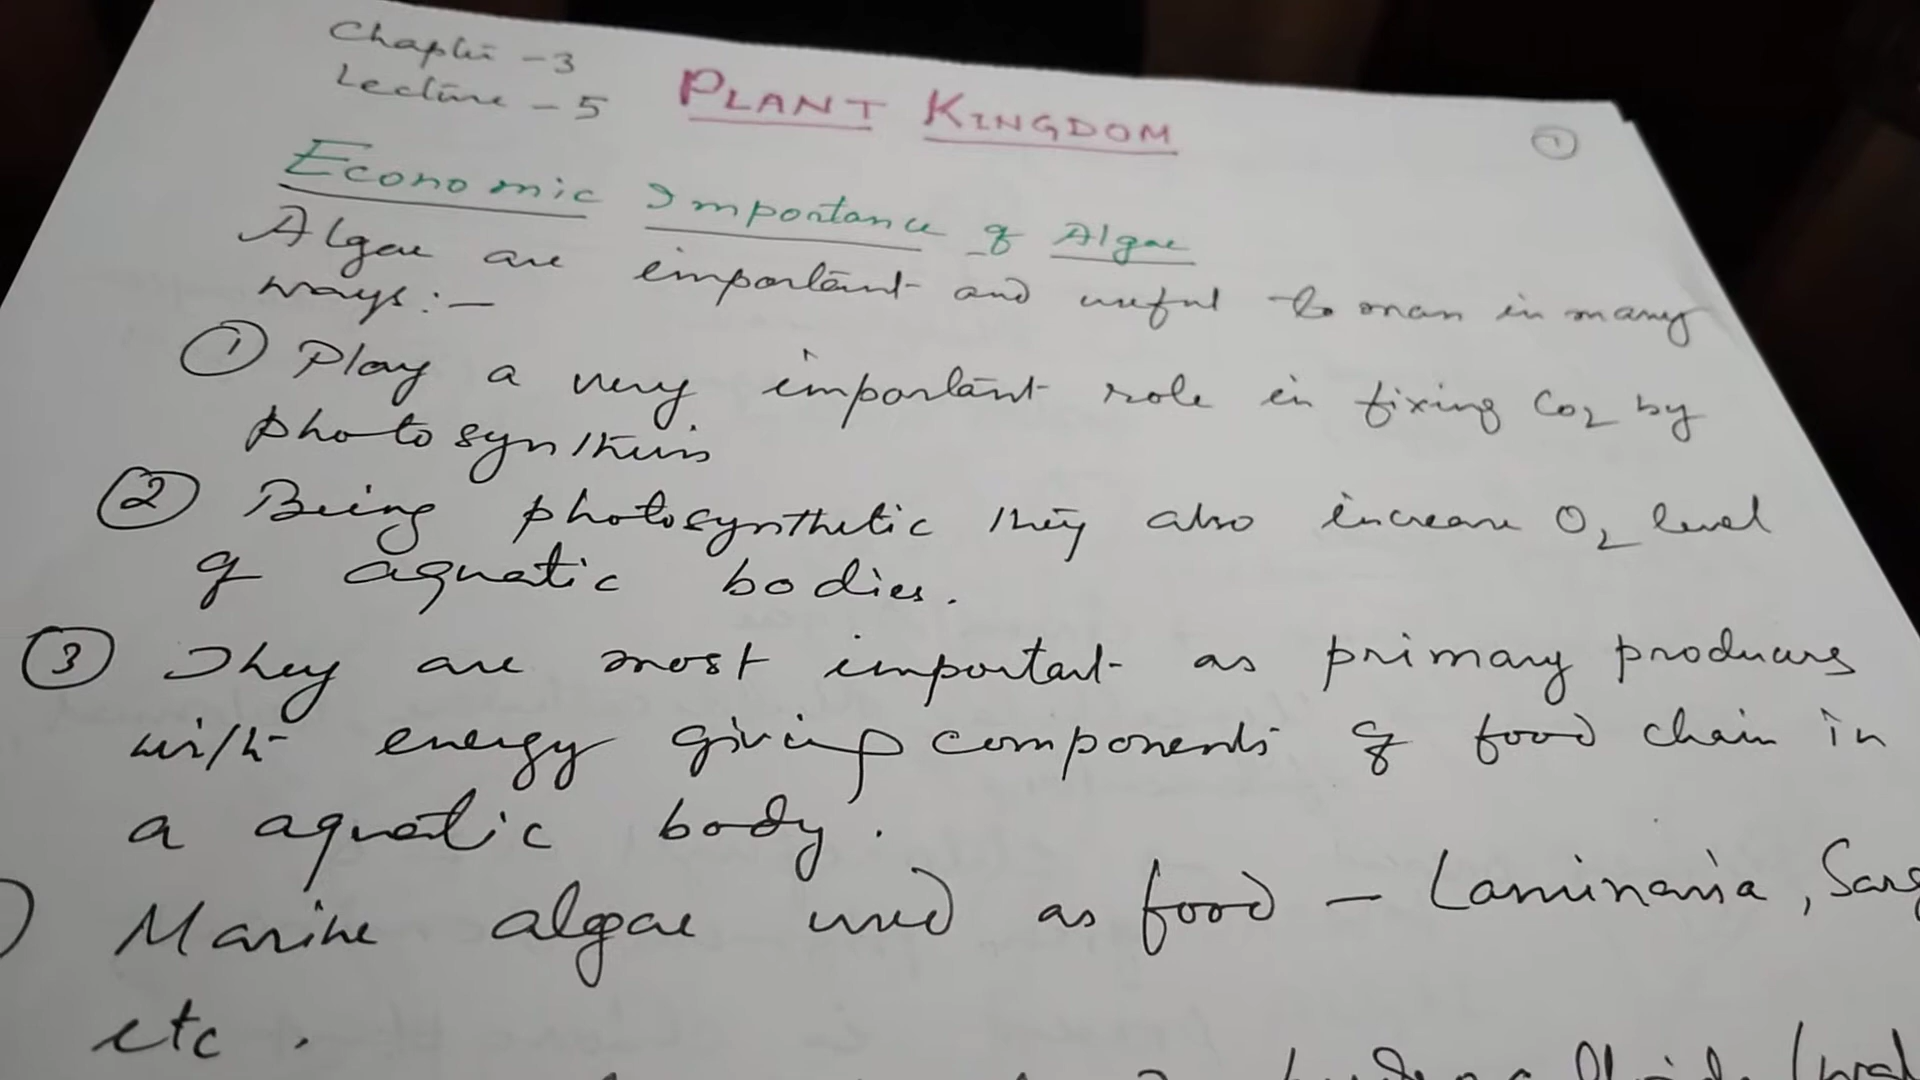 Chapter - 3
Lecture - 5
PLANT KINGDOM
1
Economic Importance of Algae
Algae are important and useful to man in many
ways:-
1 Play a very important role in fixing CO2 by
photosynthesis
2 Being photosynthetic they also increase O2 level
of aquatic bodies.
3 They are most important as primary producers
with energy giving components of food chain in
a aquatic body.
Marine algae used as food - Laminaria, Sarg
etc.